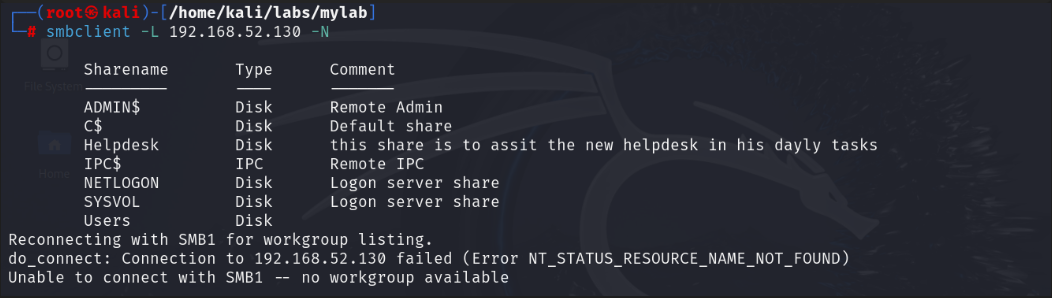 ┌──(root㉿kali)-[/home/kali/labs/mylab]
└─# smbclient -L 192.168.52.130 -N
Sharename Type Comment
--------- ---- -------
ADMIN$ Disk Remote Admin
C$ Disk Default share
Helpdesk Disk this share is to assit the new helpdesk in his dayly tasks
IPC$ IPC Remote IPC
NETLOGON Disk Logon server share
SYSVOL Disk Logon server share
Users Disk
Reconnecting with SMB1 for workgroup listing.
do_connect: Connection to 192.168.52.130 failed (Error NT_STATUS_RESOURCE_NAME_NOT_FOUND)
Unable to connect with SMB1 -- no workgroup available
File System
Home